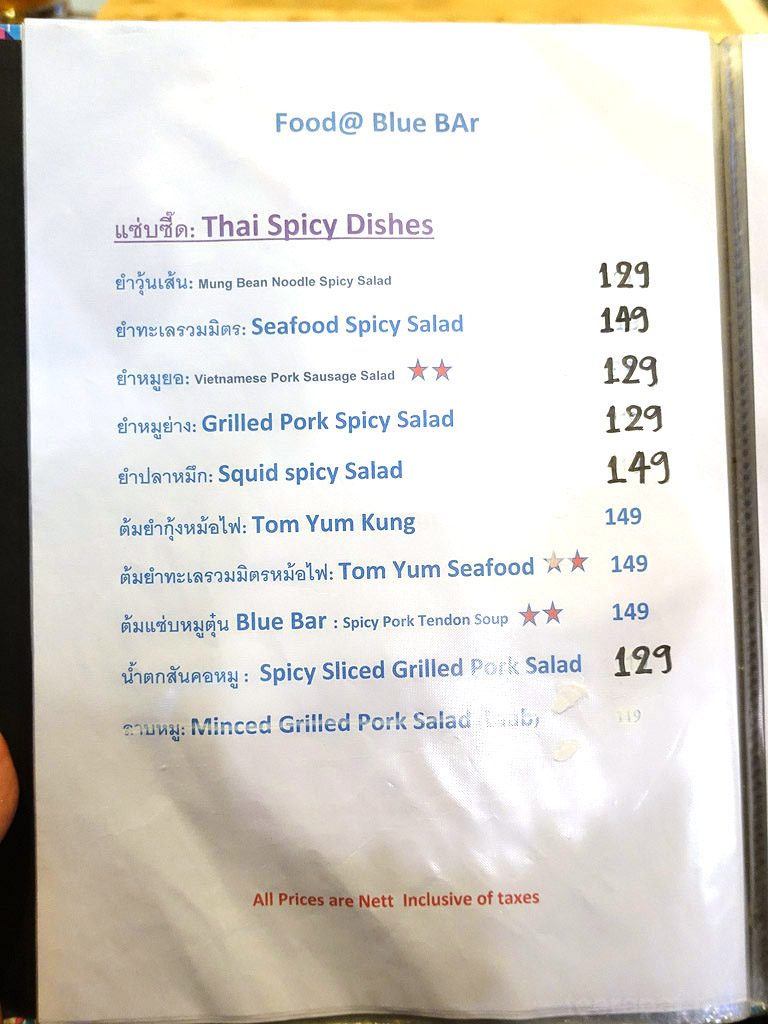 Food@ Blue BAr
แซ่บซี๊ด: Thai Spicy Dishes
ยำวุ้นเส้น: Mung Bean Noodle Spicy Salad 129
ยำทะเลรวมมิตร: Seafood Spicy Salad 149
ยำหมูยอ: Vietnamese Pork Sausage Salad 129
ยำหมูย่าง: Grilled Pork Spicy Salad 129
ยำปลาหมึก: Squid spicy Salad 149
ต้มยำกุ้งหม้อไฟ: Tom Yum Kung 149
ต้มยำทะเลรวมมิตรหม้อไฟ: Tom Yum Seafood 149
ต้มแซ่บหมูตุ๋น Blue Bar : Spicy Pork Tendon Soup 149
น้ำตกสันคอหมู : Spicy Sliced Grilled Pork Salad 129
ลาบหมู: Minced Grilled Pork Salad 119
All Prices are Nett Inclusive of taxes